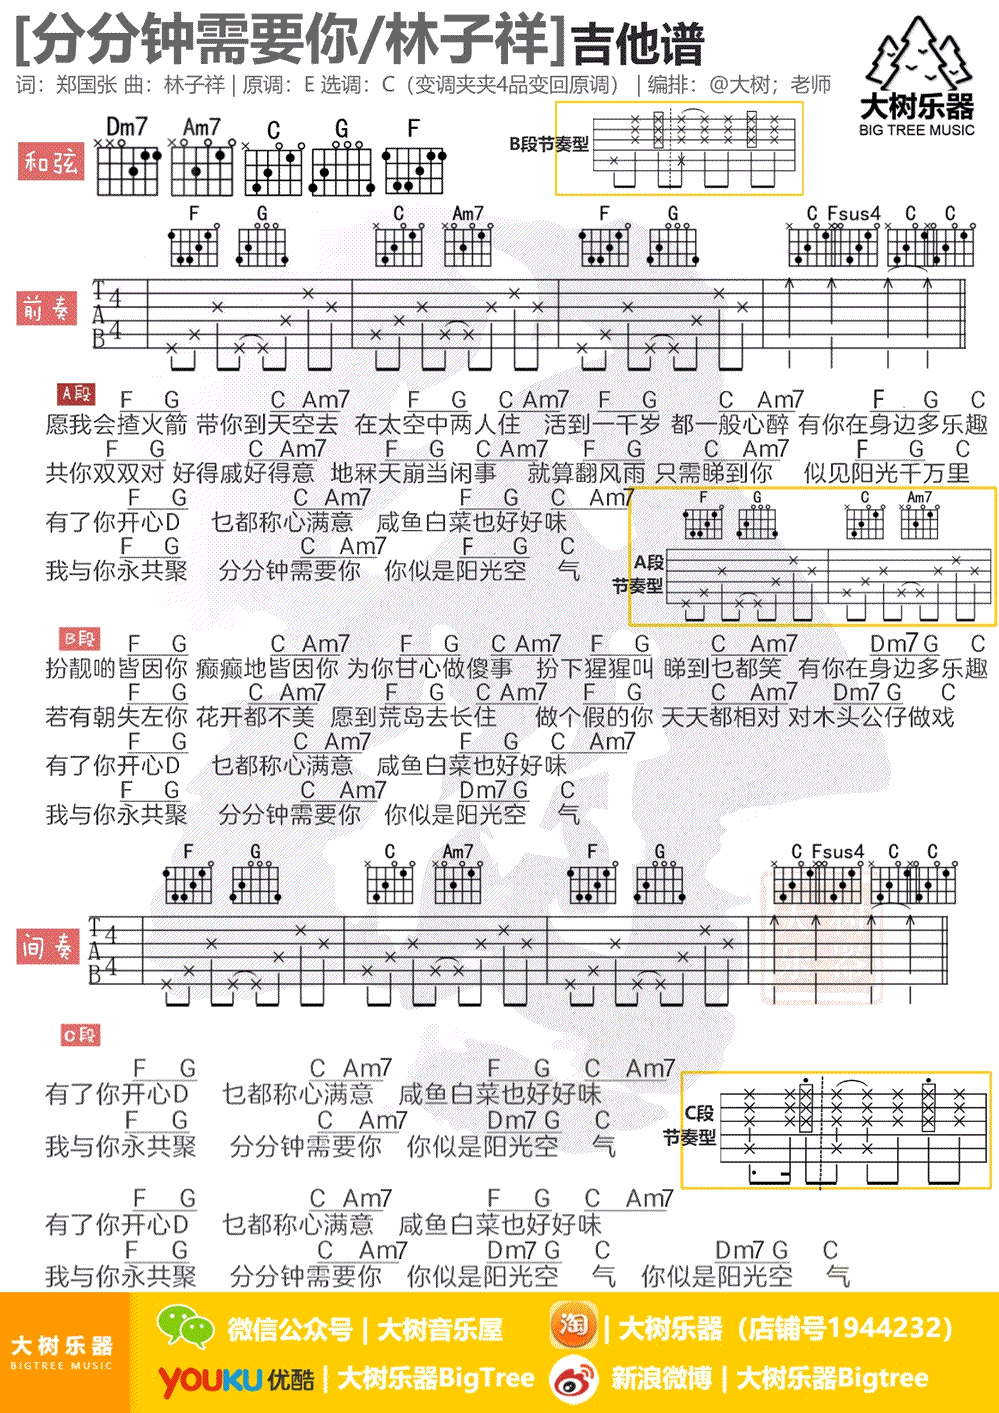 [分分钟需要你/林子祥]吉他谱
词：郑国张 曲：林子祥 | 原调：E 选调：C（变调夹夹4品变回原调） | 编排：@大树；老师
大树乐器
BIG TREE MUSIC
和弦 Dm7 Am7 C G F
B段节奏型
F G C Am7 F G C Fsus4 C C
前奏
T A B 4 4
A段 F G C Am7 F G C Am7 F G C Am7 F G C
愿我会揸火箭 带你到天空去 在太空中两人住 活到一千岁 都一般心醉 有你在身边多乐趣
F G C Am7 F G C Am7 F G C Am7 F G C
共你双双对 好得戚好得意 地冧天崩当闲事 就算翻风雨 只需睇到你 似见阳光千万里
F G C Am7 F G C Am7
有了你开心D 乜都称心满意 咸鱼白菜也好好味
F G C Am7 F G C
我与你永共聚 分分钟需要你 你似是阳光空 气
F G C Am7
A段
节奏型
B段 F G C Am7 F G C Am7 F G C Am7 Dm7 G C
扮靓啲皆因你 癫癫地皆因你 为你甘心做傻事 扮下猩猩叫 睇到乜都笑 有你在身边多乐趣
F G C Am7 F G C Am7 F G C Am7 Dm7 G C
若有朝失左你 花开都不美 愿到荒岛去长住 做个假的你 天天都相对 对木头公仔做戏
F G C Am7 F G C Am7
有了你开心D 乜都称心满意 咸鱼白菜也好好味
F G C Am7 Dm7 G C
我与你永共聚 分分钟需要你 你似是阳光空 气
F G C Am7 F G C Fsus4 C C
间奏
T A B 4 4
C段
F G C Am7 F G C Am7
有了你开心D 乜都称心满意 咸鱼白菜也好好味
F G C Am7 Dm7 G C
我与你永共聚 分分钟需要你 你似是阳光空 气
C段
节奏型
F G C Am7 F G C Am7
有了你开心D 乜都称心满意 咸鱼白菜也好好味
F G C Am7 Dm7 G C Dm7 G C
我与你永共聚 分分钟需要你 你似是阳光空 气 你似是阳光空 气
大树乐器
BIGTREE MUSIC
微信公众号 | 大树音乐屋
淘 | 大树乐器（店铺号1944232）
YOUKU 优酷 | 大树乐器BigTree
新浪微博 | 大树乐器Bigtree